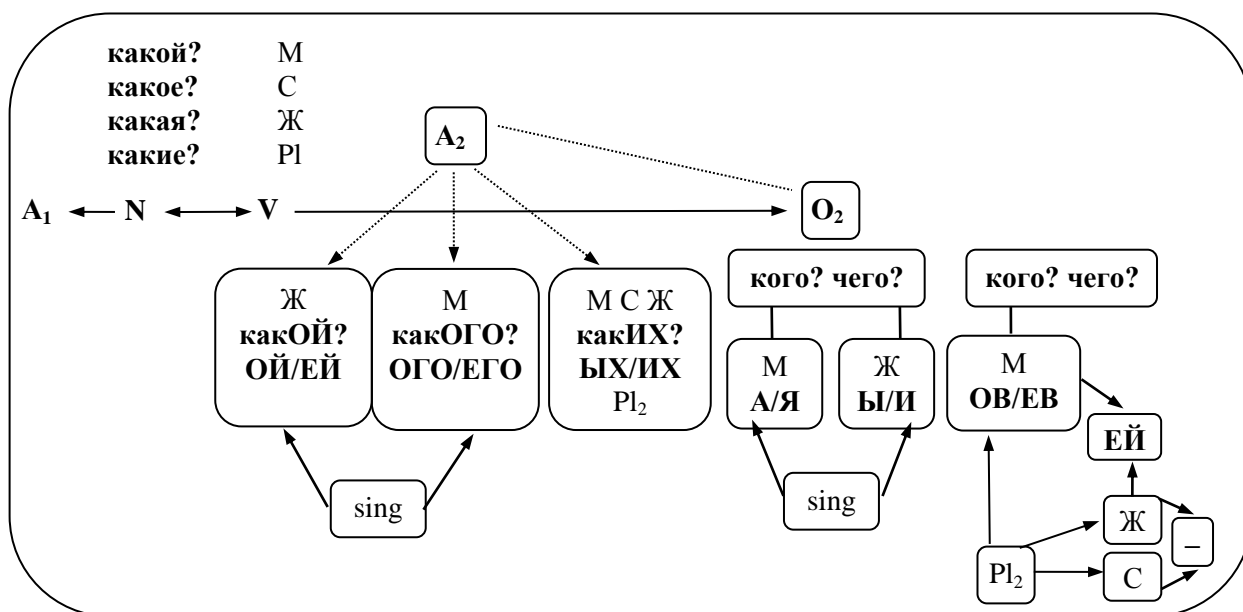 какой? М
какое? С
какая? Ж
какие? Pl
A₂
A₁ N V O₂
кого? чего? кого? чего?
Ж
какОЙ?
ОЙ/ЕЙ
М
какОГО?
ОГО/ЕГО
М С Ж
какИХ?
ЫХ/ИХ
Pl₂
М
А/Я
Ж
Ы/И
М
ОВ/ЕВ
ЕЙ
sing
sing
Ж
–
Pl₂
С